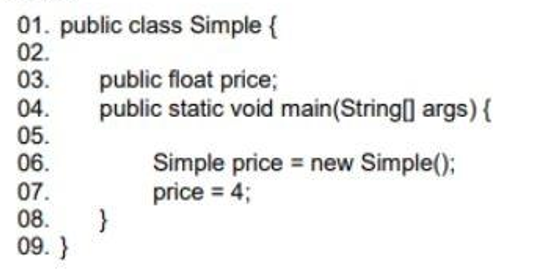 01. public class Simple {
02.
03. public float price;
04. public static void main(String[] args) {
05.
06. Simple price = new Simple();
07. price = 4;
08. }
09. }